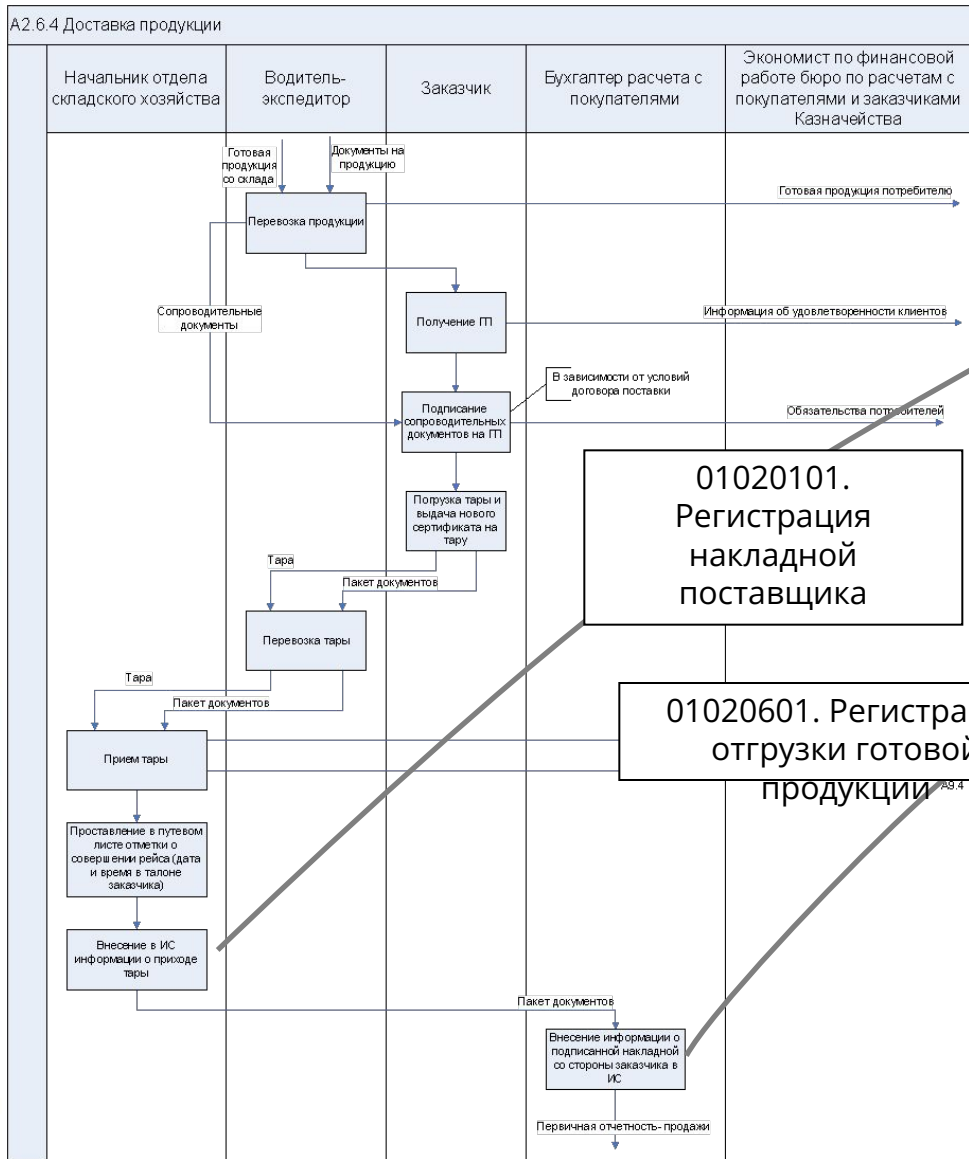 А2.6.4 Доставка продукции
Начальник отдела
складского хозяйства
Водитель-
экспедитор
Заказчик
Бухгалтер расчета с
покупателями
Экономист по финансовой
работе бюро по расчетам с
покупателями и заказчиками
Казначейства
Готовая
продукция
со склада
Документы на
продукцию
Перевозка продукции
Готовая продукция потребителю
Сопроводительные
документы
Получение ГП
Информация об удовлетворенности клиентов
В зависимости от условий
договора поставки
Подписание
сопроводительных
документов на ГП
Обязательства потребителей
01020101.
Регистрация
накладной
поставщика
Погрузка тары и
выдача нового
сертификата на
тару
Тара
Пакет документов
Перевозка тары
Тара
Пакет документов
01020601. Регистра
отгрузки готовой
продукции
А9.4
Прием тары
Проставление в путевом
листе отметки о
совершении рейса (дата
и время в талоне
заказчика)
Внесение в ИС
информации о приходе
тары
Пакет документов
Внесение информации о
подписанной накладной
со стороны заказчика в
ИС
Первичная отчетность- продажи